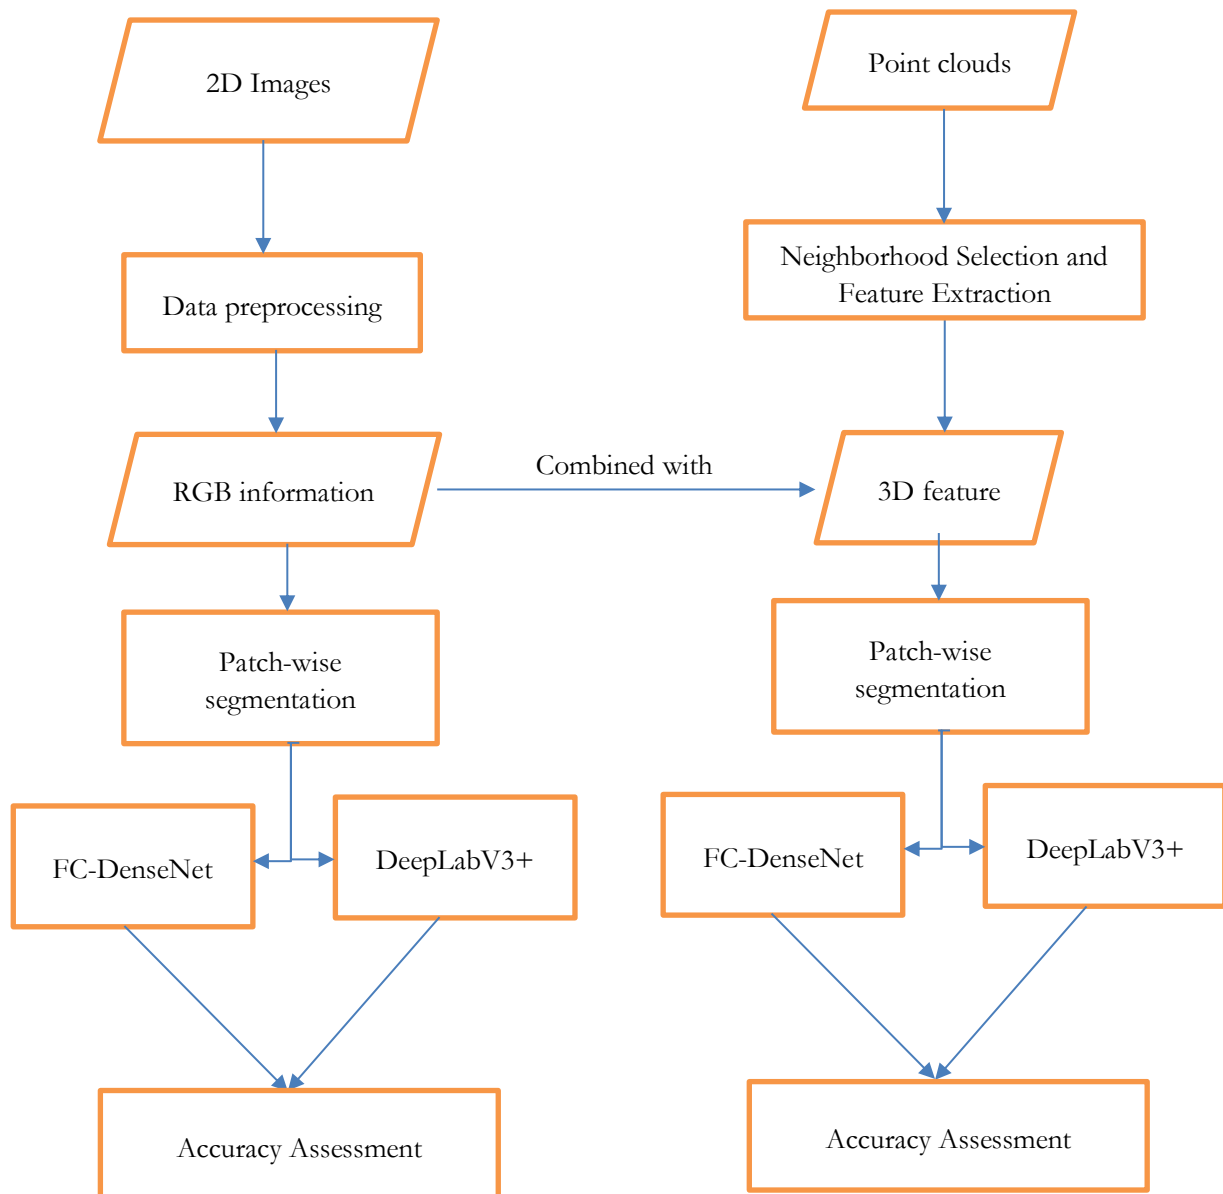 2D Images
Point clouds
Data preprocessing
Neighborhood Selection and
Feature Extraction
RGB information
Combined with
3D feature
Patch-wise
segmentation
Patch-wise
segmentation
FC-DenseNet
DeepLabV3+
FC-DenseNet
DeepLabV3+
Accuracy Assessment
Accuracy Assessment